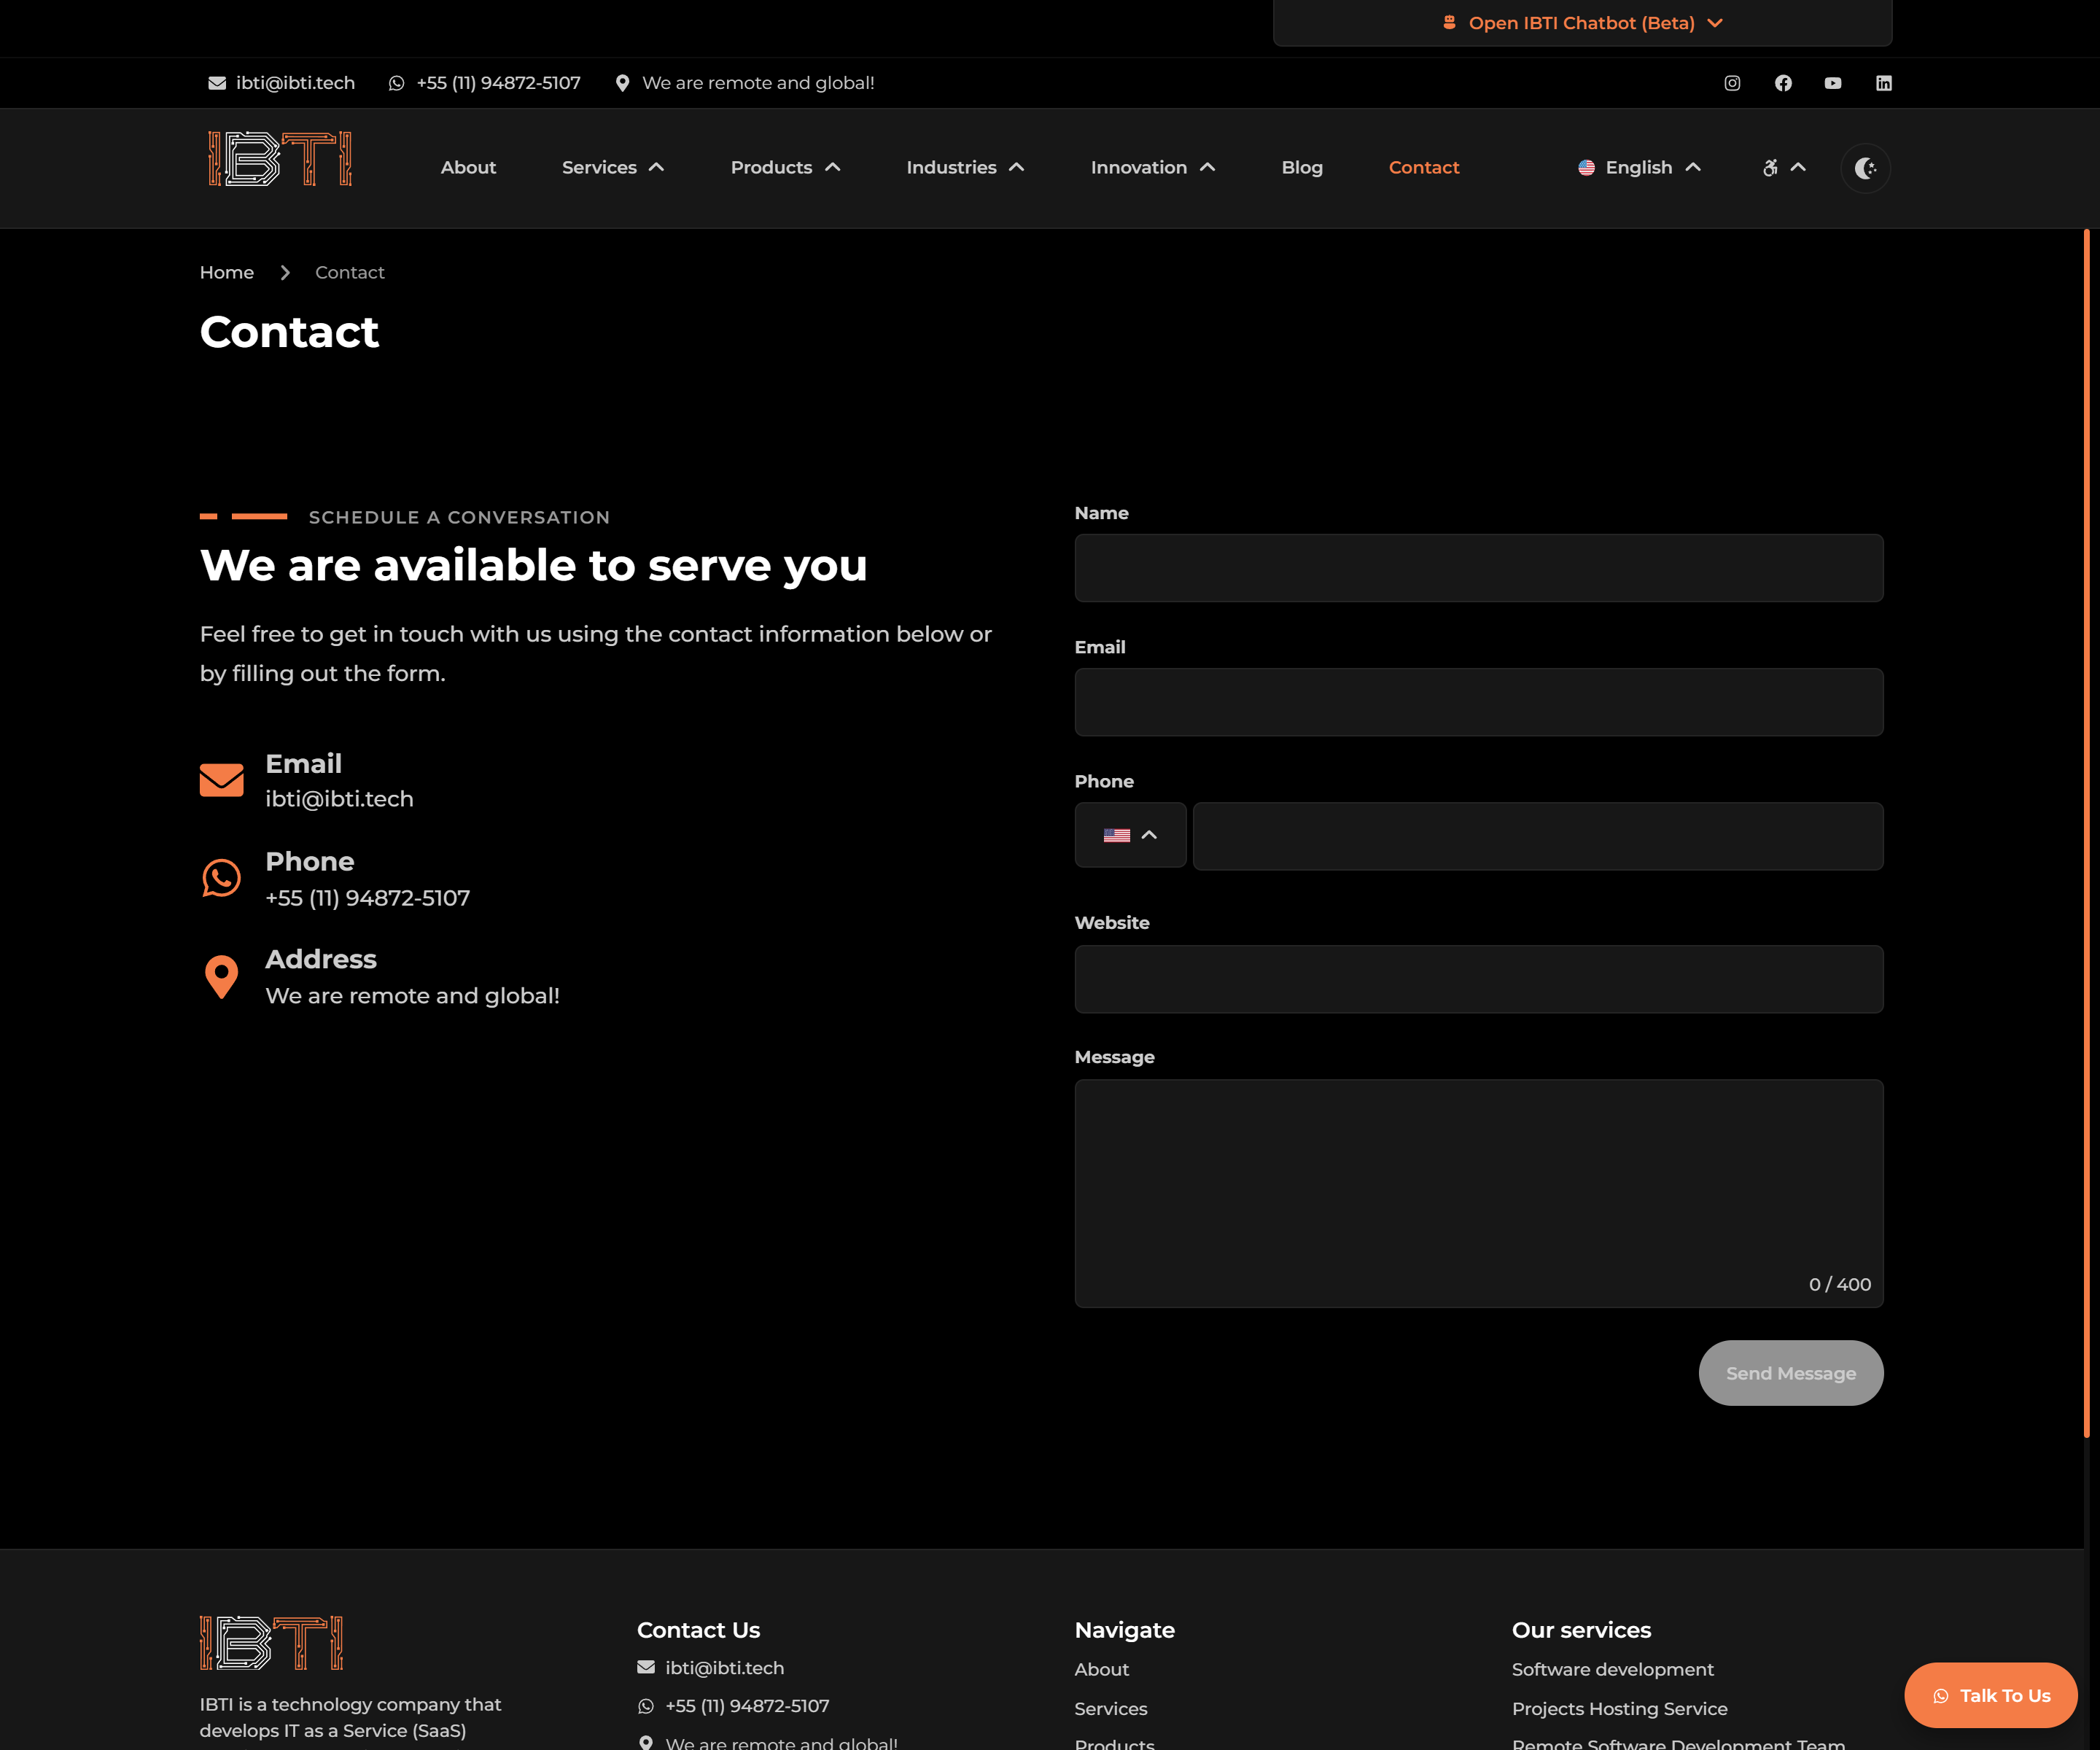 Open IBTI Chatbot (Beta)
ibti@ibti.tech
+55 (11) 94872-5107
We are remote and global!
IBTI
About
Services
Products
Industries
Innovation
Blog
Contact
English
Home
Contact
Contact
SCHEDULE A CONVERSATION
We are available to serve you
Feel free to get in touch with us using the contact information below or
by filling out the form.
Email
ibti@ibti.tech
Phone
+55 (11) 94872-5107
Address
We are remote and global!
Name
Email
Phone
Website
Message
0 / 400
Send Message
IBTI
IBTI is a technology company that
develops IT as a Service (SaaS)
Contact Us
ibti@ibti.tech
+55 (11) 94872-5107
We are remote and global!
Navigate
About
Services
Products
Our services
Software development
Projects Hosting Service
Remote Software Development Team
Talk To Us